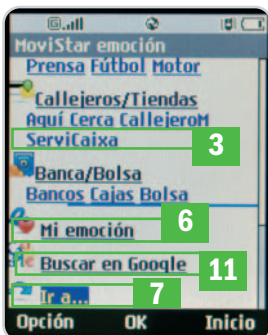 MoviStar emoción
Prensa Fútbol Motor
Callejeros/Tiendas
Aquí Cerca CallejeroM
ServiCaixa
3
Banca/Bolsa
Bancos Cajas Bolsa
6
Mi emoción
Buscar en Google
11
7
Ir a...
Opción OK Inicio